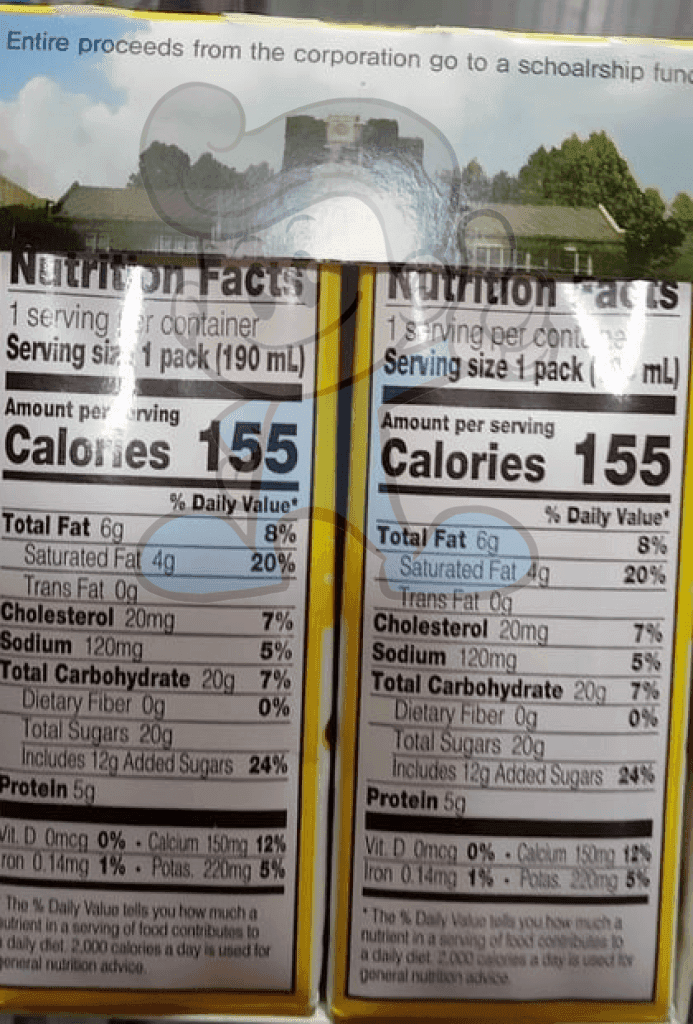 Entire proceeds from the corporation go to a schoalrship fund
Nutrition Facts
1 serving per container
Serving size 1 pack (190 mL)
Amount per serving
Calories 155
% Daily Value*
Total Fat 6g 8%
Saturated Fat 4g 20%
Trans Fat 0g
Cholesterol 20mg 7%
Sodium 120mg 5%
Total Carbohydrate 20g 7%
Dietary Fiber 0g 0%
Total Sugars 20g
Includes 12g Added Sugars 24%
Protein 5g
Vit. D 0mcg 0% • Calcium 150mg 12%
Iron 0.14mg 1% • Potas. 220mg 5%
The % Daily Value tells you how much a
nutrient in a serving of food contributes to
a daily diet. 2,000 calories a day is used for
general nutrition advice.
Nutrition Facts
1 serving per
Serving size 1 pack ( mL)
Amount per serving
Calories 155
% Daily Value*
Total Fat 6g 8%
Saturated Fat 4g 20%
Trans Fat 0g
Cholesterol 20mg 7%
Sodium 120mg 5%
Total Carbohydrate 20g 7%
Dietary Fiber 0g 0%
Total Sugars 20g
Includes 12g Added Sugars 24%
Protein 5g
Vit. D 0mcg 0% • Calcium 150mg 12%
Iron 0.14mg 1% • Potas. 220mg 5%
*The % Daily Value tells you how much a
nutrient in a serving of food contributes to
a daily diet. 2,000 calories a day is used for
general nutrition advice.